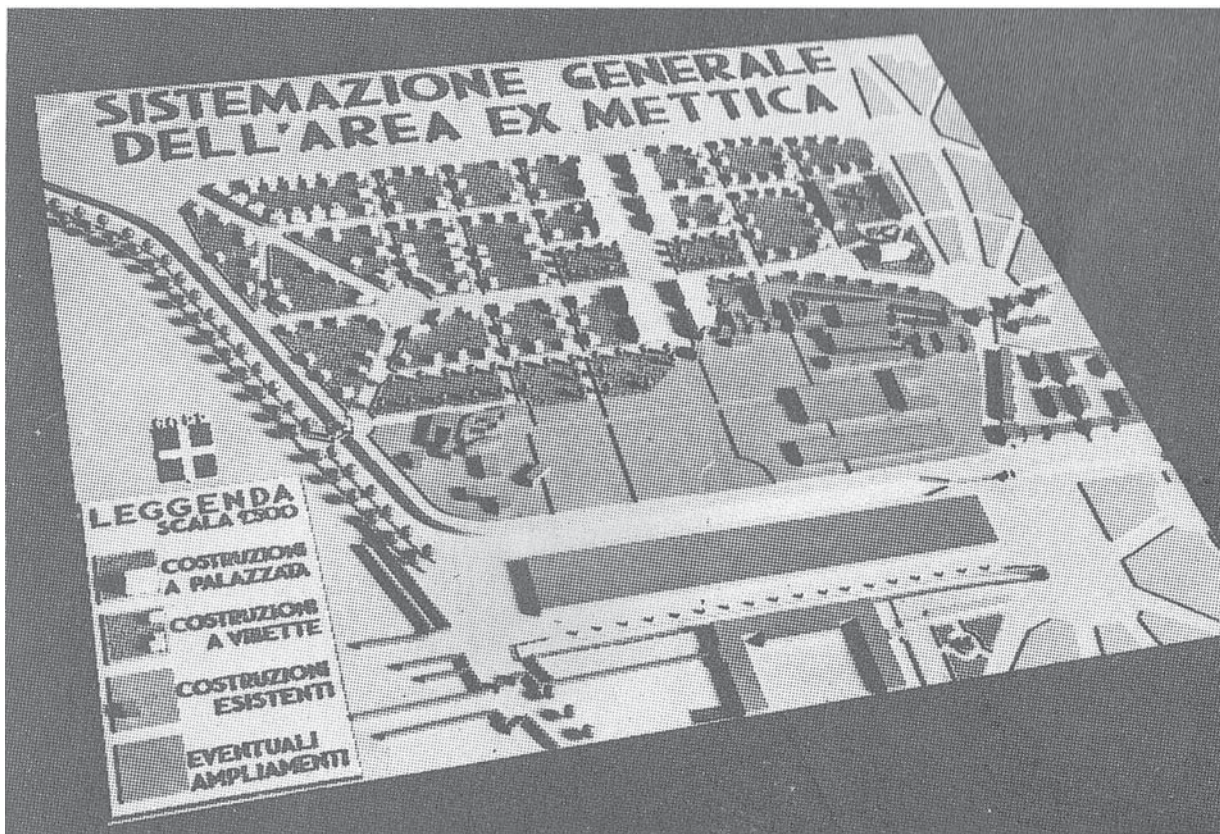 SISTEMAZIONE GENERALE
DELL'AREA EX METTICA
LEGGENDA
SCALA 1:500
COSTRUZIONI
A PALAZZATA
COSTRUZIONI
A VILLETTE
COSTRUZIONI
ESISTENTI
EVENTUALI
AMPLIAMENTI